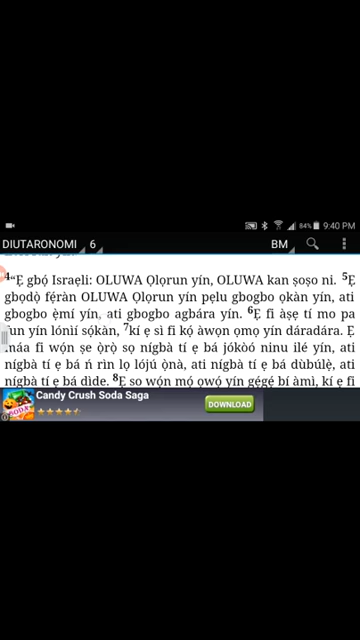 84% 9:40 PM
DIUTARONOMI 6 BM
4“Ẹ gbọ́ Israẹli: OLUWA Ọlọrun yín, OLUWA kan ṣoṣo ni. 5Ẹ
gbọdọ̀ fẹ́ràn OLUWA Ọlọrun yín pẹlu gbogbo ọkàn yín, ati
gbogbo ẹ̀mí yín, ati gbogbo agbára yín. 6Ẹ fi àṣẹ tí mo pa
fun yín lónìí sọ́kàn, 7kí ẹ sì fi kọ́ àwọn ọmọ yín dáradára. Ẹ
máa fi wọ́n ṣe ọ̀rọ̀ sọ nígbà tí ẹ bá jókòó ninu ilé yín, ati
nígbà tí ẹ bá ń rìn lọ lójú ọ̀nà, ati nígbà tí ẹ bá dùbúlẹ̀, ati
nígbà tí ẹ bá dìde. 8Ẹ so wọ́n mọ́ ọwọ́ yín gẹ́gẹ́ bí àmì, kí ẹ fi
Candy Crush Soda Saga
DOWNLOAD
SODA